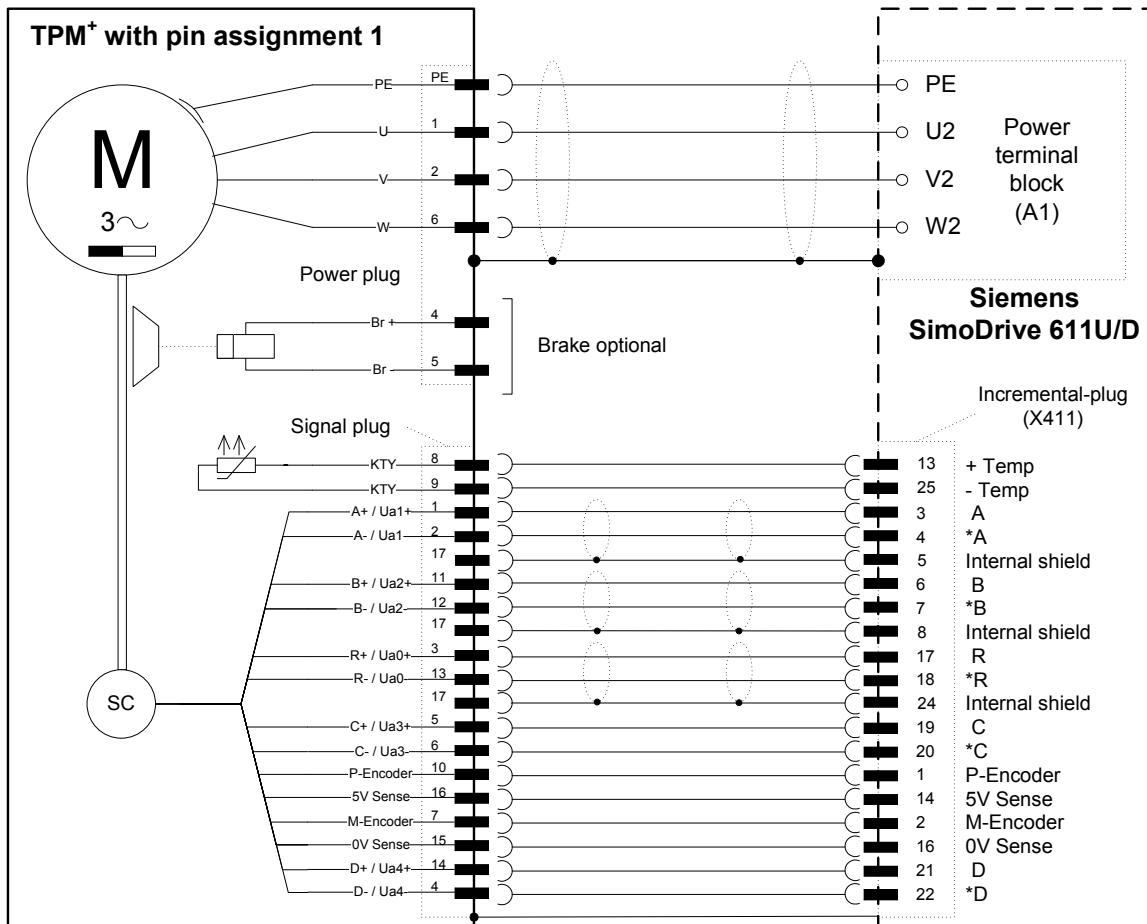 TPM+ with pin assignment 1
M
3
PE PE PE
U 1 U2
V 2 V2
W 6 W2
Power terminal block (A1)
Power plug
Siemens
SimoDrive 611U/D
Br + 4
Br - 5
Brake optional
Incremental-plug
(X411)
Signal plug
KTY 8 13 + Temp
KTY 9 25 - Temp
A+ / Ua1+ 1 3 A
A- / Ua1 2 4 *A
17 5 Internal shield
B+ / Ua2+ 11 6 B
B- / Ua2- 12 7 *B
17 8 Internal shield
R+ / Ua0+ 3 17 R
R- / Ua0 13 18 *R
17 24 Internal shield
SC
C+ / Ua3+ 5 19 C
C- / Ua3- 6 20 *C
P-Encoder 10 1 P-Encoder
5V Sense 16 14 5V Sense
M-Encoder 7 2 M-Encoder
0V Sense 15 16 0V Sense
D+ / Ua4+ 14 21 D
D- / Ua4 4 22 *D